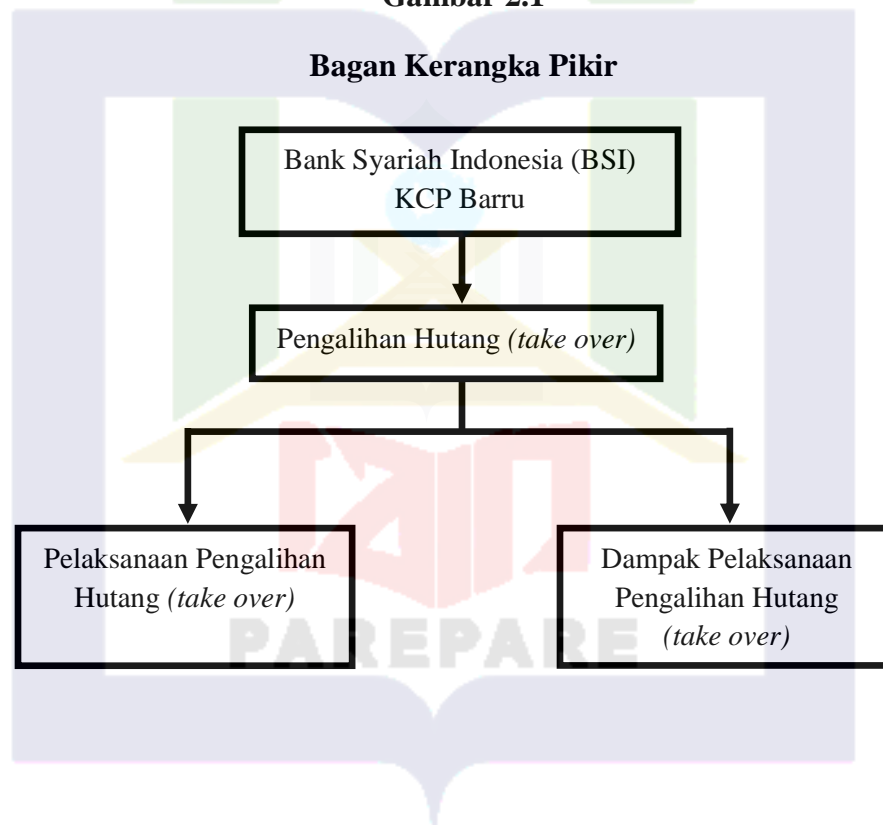 Gambar 2.1
Bagan Kerangka Pikir
Bank Syariah Indonesia (BSI)
KCP Barru
Pengalihan Hutang (take over)
Pelaksanaan Pengalihan
Hutang (take over)
Dampak Pelaksanaan
Pengalihan Hutang
(take over)
PAREPARE